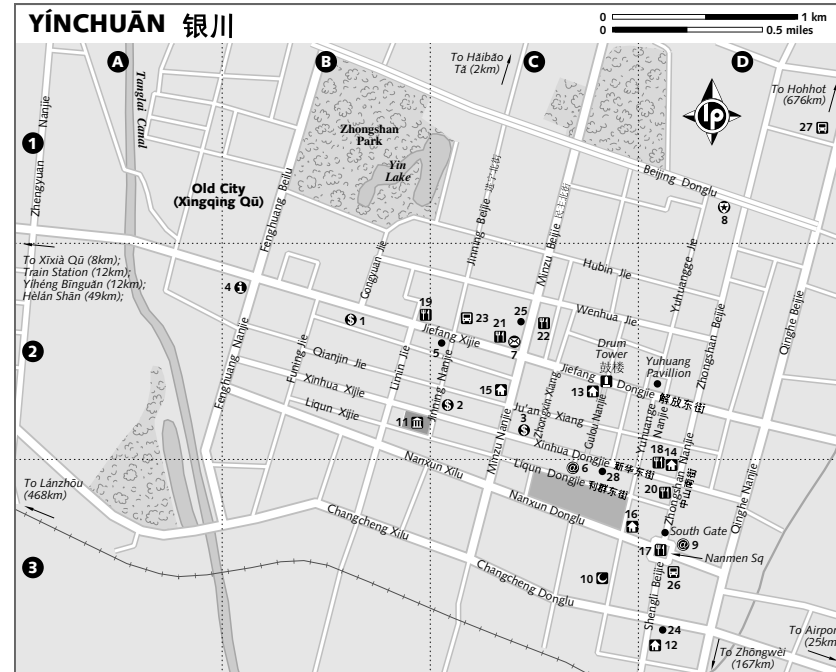 YÍNCHUĀN 银川
0 1 km
0 0.5 miles
A
B
C
D
1
2
3
Zhengyuan Nanjie
Tanglai Canal
Old City
(Xìngqìng Qū)
Fenghuang Beilu
Zhongshan
Park
Yin
Lake
To Hǎibǎo
Tǎ (2km)
Jinning Beijie
Minzu Beijie 民主北街
lp
To Hohhot
(676km)
27
Beijing Donglu
8
To Xīxià Qū (8km);
Train Station (12km);
Yíhéng Bīnguǎn (12km);
Hèlán Shān (49km);
4
Gongyuan Jie
1
19
23
25
21
7
22
Jiefang Xijie
5
Hubin Jie
Wenhua Jie
Yuhuangge Jie
Zhongshan Beijie
Qinghe Beijie
Drum
Tower
鼓楼
Yuhuang
Pavillion
Fenghuang Nanjie
Funing Jie
Qianjin Jie
Xinhua Xijie
Liqun Xijie
Limin Jie
Jinning Nanjie
2
11
15
13
Jiefang Dongjie 解放东街
Ju'an Xiang
3
Zhongxin Xiang
Gulou Nanjie
Yuhuange Nanjie
Xinhua Dongjie 新华东街
6
28
18
14
Liqun Dongjie 利群东街
20
Zhongshan Nanjie
中山南街
Qinghe Nanjie
Minzu Nanjie
Nanxun Xilu
Nanxun Donglu
16
South Gate
9
17
Nanmen Sq
To Lánzhōu
(468km)
Changcheng Xilu
Changcheng Donglu
10
26
Shengli Beijie
24
12
To Airport
(25km)
To Zhōngwèi
(167km)